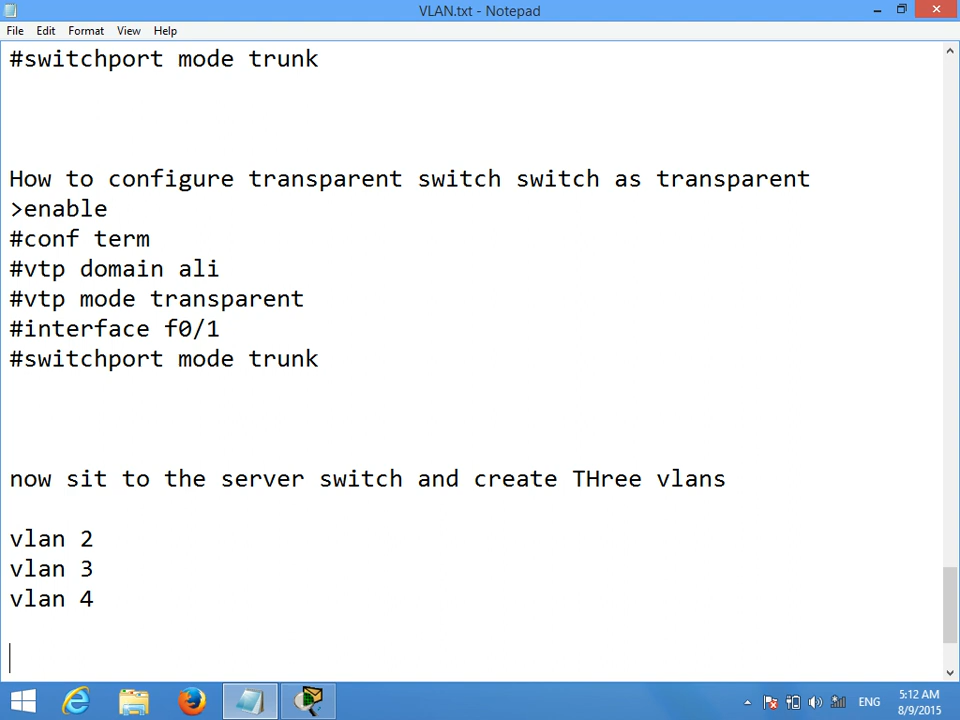 VLAN.txt - Notepad
File Edit Format View Help
#switchport mode trunk
How to configure transparent switch switch as transparent
>enable
#conf term
#vtp domain ali
#vtp mode transparent
#interface f0/1
#switchport mode trunk
now sit to the server switch and create THree vlans
vlan 2
vlan 3
vlan 4
ENG
5:12 AM
8/9/2015